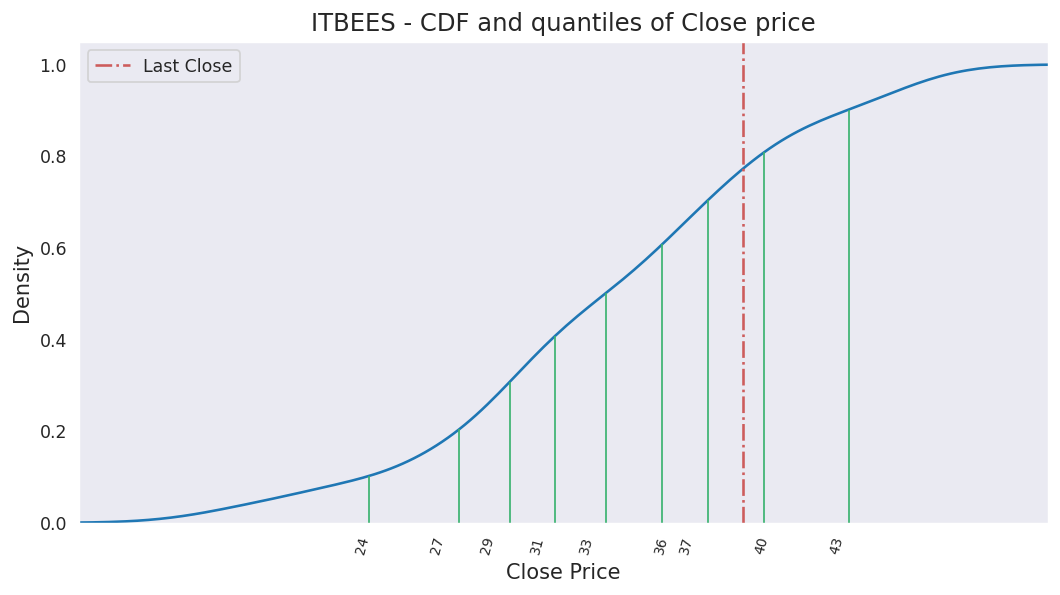 ITBEES - CDF and quantiles of Close price
Last Close
1.0
0.8
0.6
0.4
0.2
0.0
Density
24 27 29 31 33 36 37 40 43
Close Price